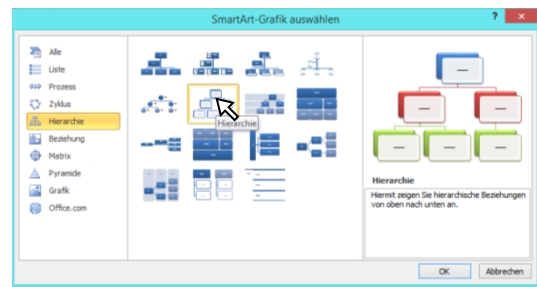 SmartArt-Grafik auswählen
Alle
Liste
Prozess
Zyklus
Hierarchie
Beziehung
Matrix
Pyramide
Grafik
Office.com
Hierarchie
Hierarchie
Hiermit zeigen Sie hierarchische Beziehungen
von oben nach unten an.
OK
Abbrechen